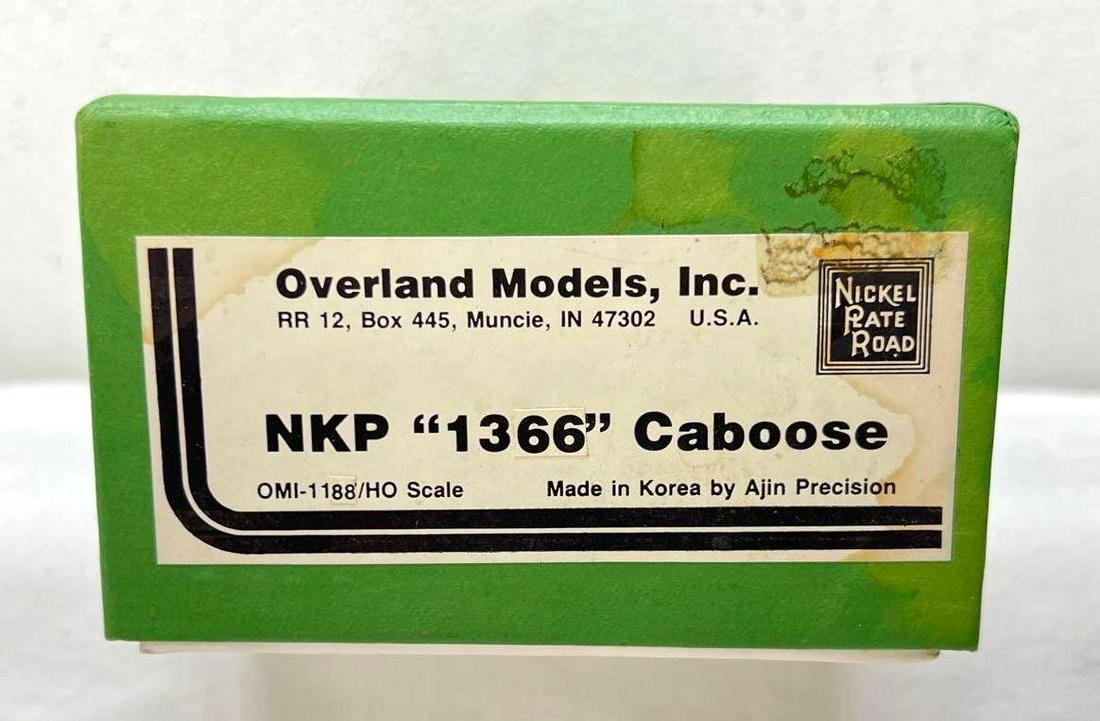 Overland Models, Inc.
RR 12, Box 445, Muncie, IN 47302 U.S.A.
NICKEL
PLATE
ROAD
NKP “1366” Caboose
OMI-1188/HO Scale Made in Korea by Ajin Precision